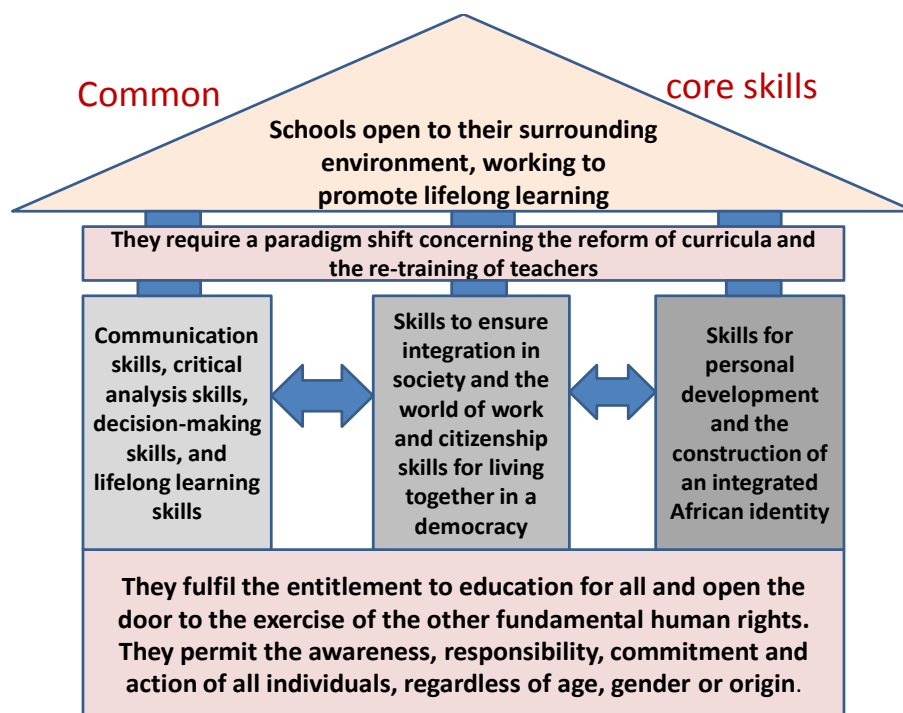 Common
core skills
Schools open to their surrounding
environment, working to
promote lifelong learning
They require a paradigm shift concerning the reform of curricula and
the re-training of teachers
Communication
skills, critical
analysis skills,
decision-making
skills, and
lifelong learning
skills
Skills to ensure
integration in
society and the
world of work
and citizenship
skills for living
together in a
democracy
Skills for
personal
development
and the
construction of
an integrated
African identity
They fulfil the entitlement to education for all and open the
door to the exercise of the other fundamental human rights.
They permit the awareness, responsibility, commitment and
action of all individuals, regardless of age, gender or origin.